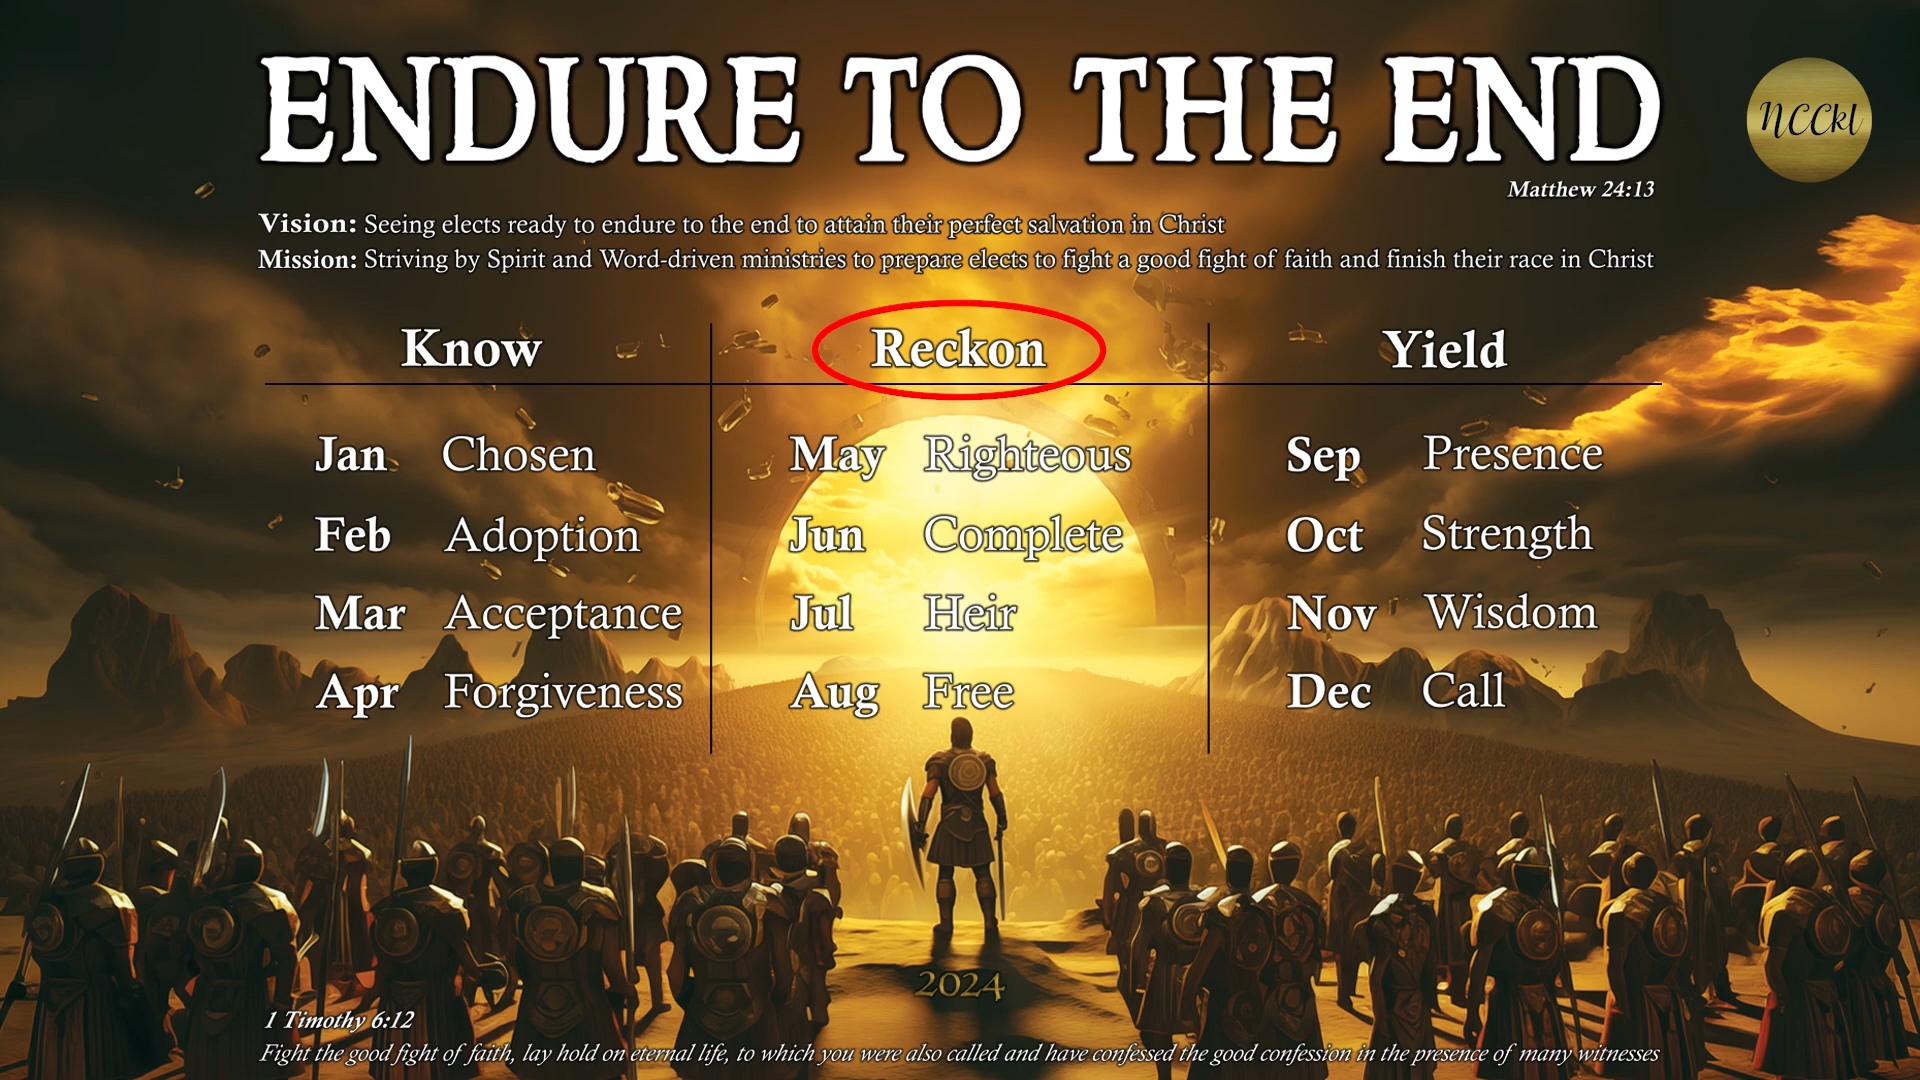 ENDURE TO THE END
NCCkl
Matthew 24:13
Vision: Seeing elects ready to endure to the end to attain their perfect salvation in Christ
Mission: Striving by Spirit and Word-driven ministries to prepare elects to fight a good fight of faith and finish their race in Christ
Know Reckon Yield
Jan Chosen May Righteous Sep Presence
Feb Adoption Jun Complete Oct Strength
Mar Acceptance Jul Heir Nov Wisdom
Apr Forgiveness Aug Free Dec Call
2024
1 Timothy 6:12
Fight the good fight of faith, lay hold on eternal life, to which you were also called and have confessed the good confession in the presence of many witnesses